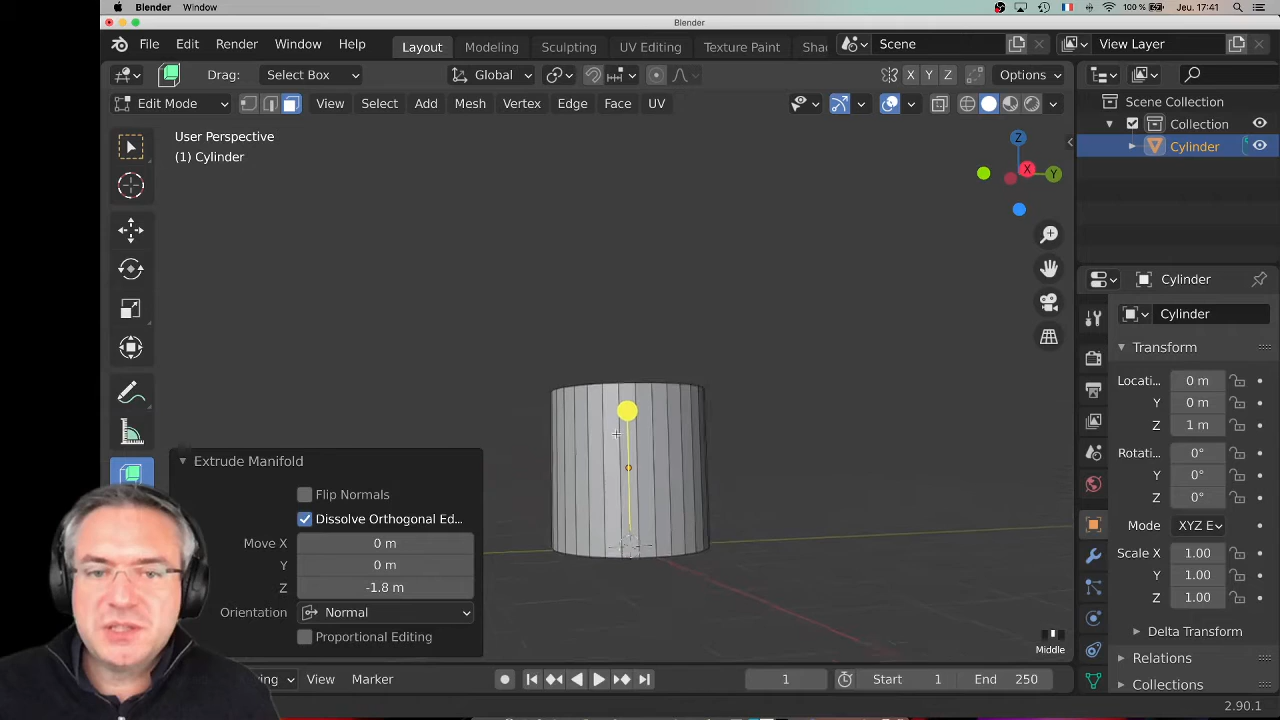 Blender Window 100 % Jeu. 17:41
Blender
File Edit Render Window Help Layout Modeling Sculpting UV Editing Texture Paint Sha Scene View Layer
Drag: Select Box Global X Y Z Options
Edit Mode View Select Add Mesh Vertex Edge Face UV
Scene Collection
Collection
Cylinder
User Perspective
(1) Cylinder
Z
X
Y
Cylinder
Cylinder
Transform
Locati... 0 m
Y 0 m
Z 1 m
Rotati... 0°
Y 0°
Z 0°
Mode XYZ E
Scale X 1.00
Y 1.00
Z 1.00
Delta Transform
Relations
Collections
Extrude Manifold
Flip Normals
Dissolve Orthogonal Ed...
Move X 0 m
Y 0 m
Z -1.8 m
Orientation Normal
Proportional Editing
Middle
ing View Marker 1 Start 1 End 250
2.90.1